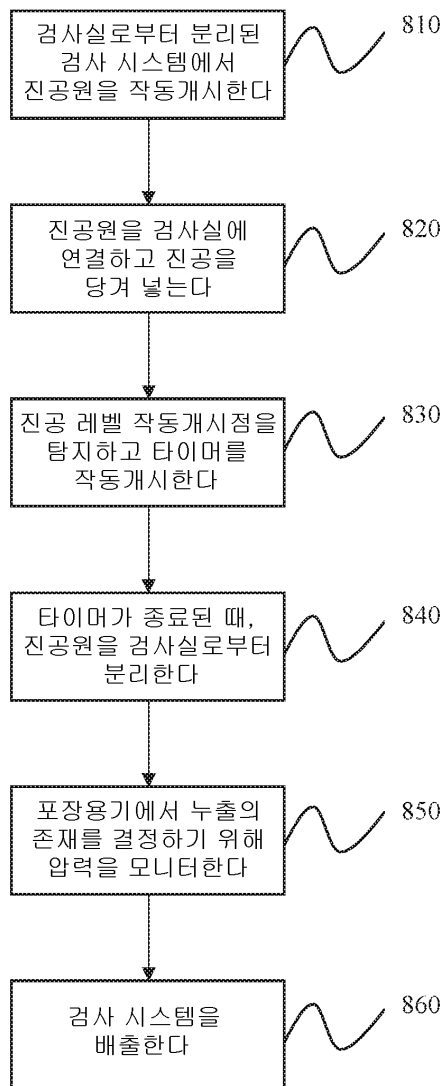 검사실로부터 분리된
검사 시스템에서
진공원을 작동개시한다
810
진공원을 검사실에
연결하고 진공을
당겨 넣는다
820
진공 레벨 작동개시점을
탐지하고 타이머를
작동개시한다
830
타이머가 종료된 때,
진공원을 검사실로부터
분리한다
840
포장용기에서 누출의
존재를 결정하기 위해
압력을 모니터한다
850
검사 시스템을
배출한다
860